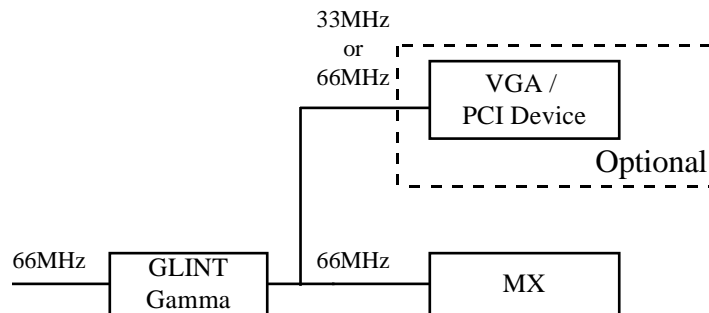 33MHz
or
66MHz
VGA /
PCI Device
Optional
66MHz
GLINT
Gamma
66MHz
MX